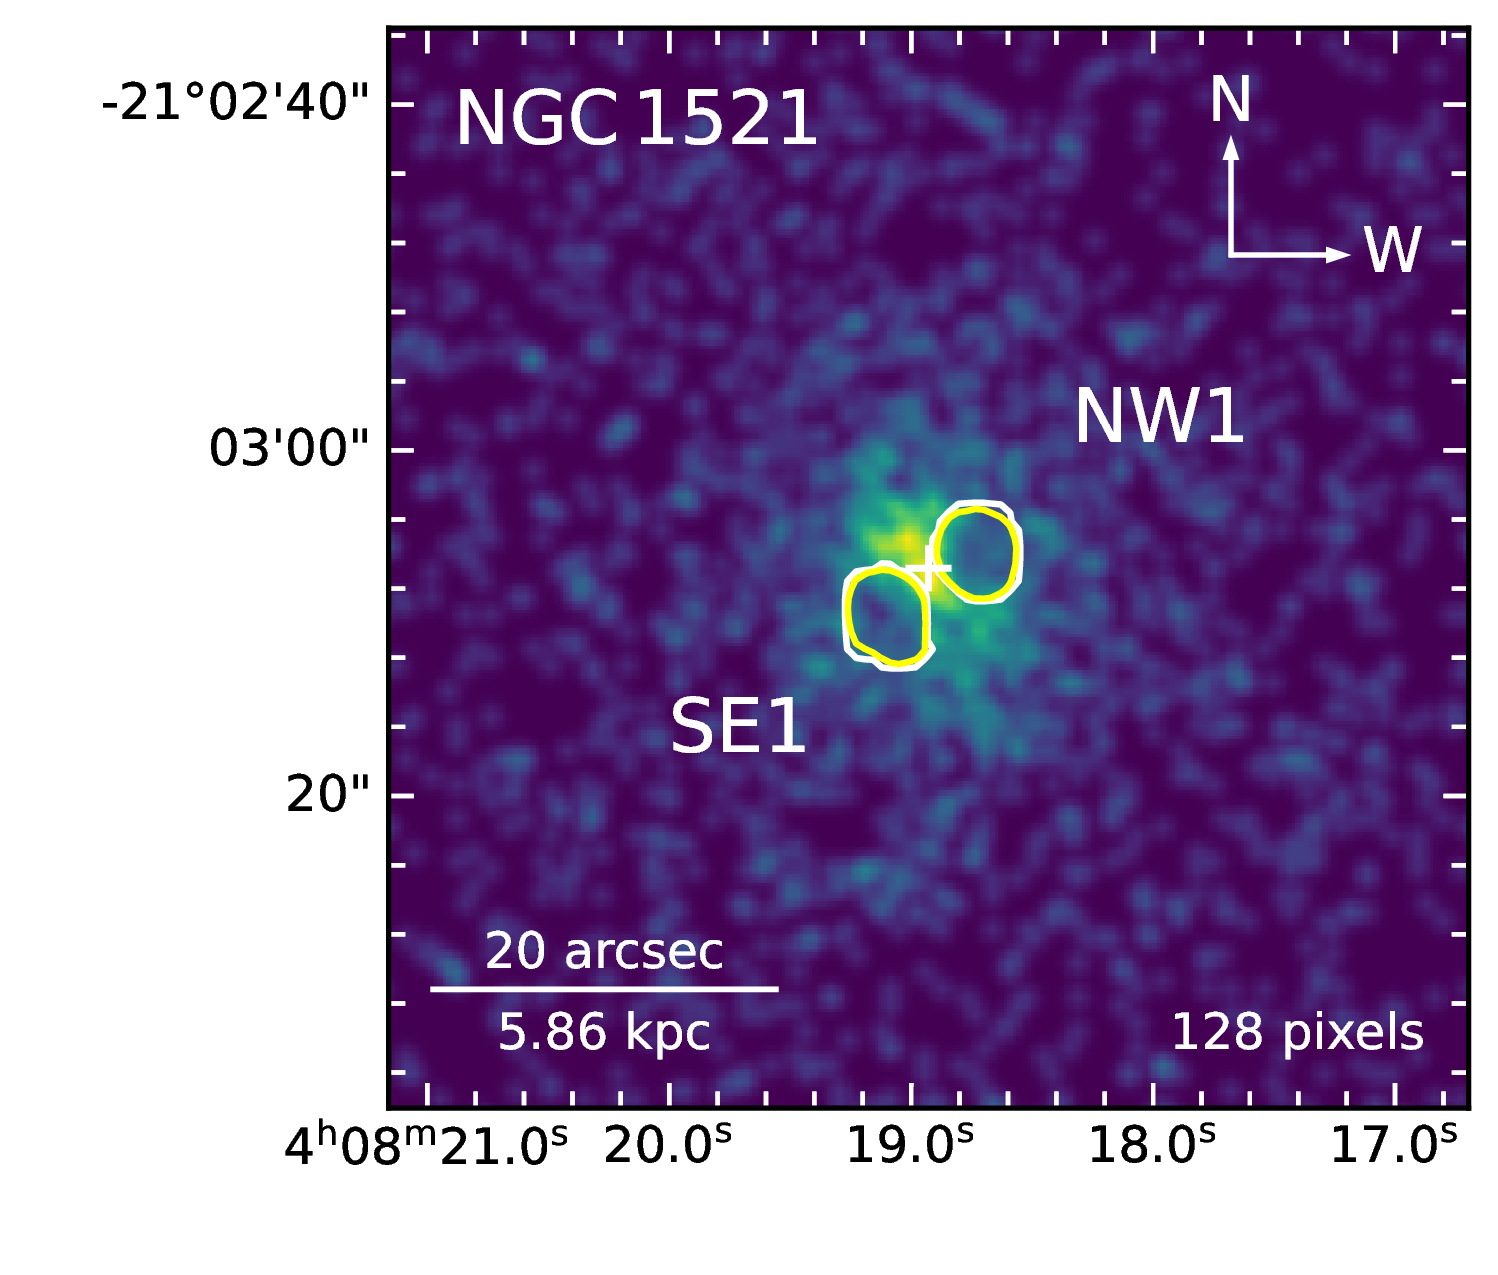 NGC 1521
N
W
NW1
SE1
20 arcsec
5.86 kpc
128 pixels
-21°02'40"
03'00"
20"
4ʰ08ᵐ21.0ˢ 20.0ˢ 19.0ˢ 18.0ˢ 17.0ˢ